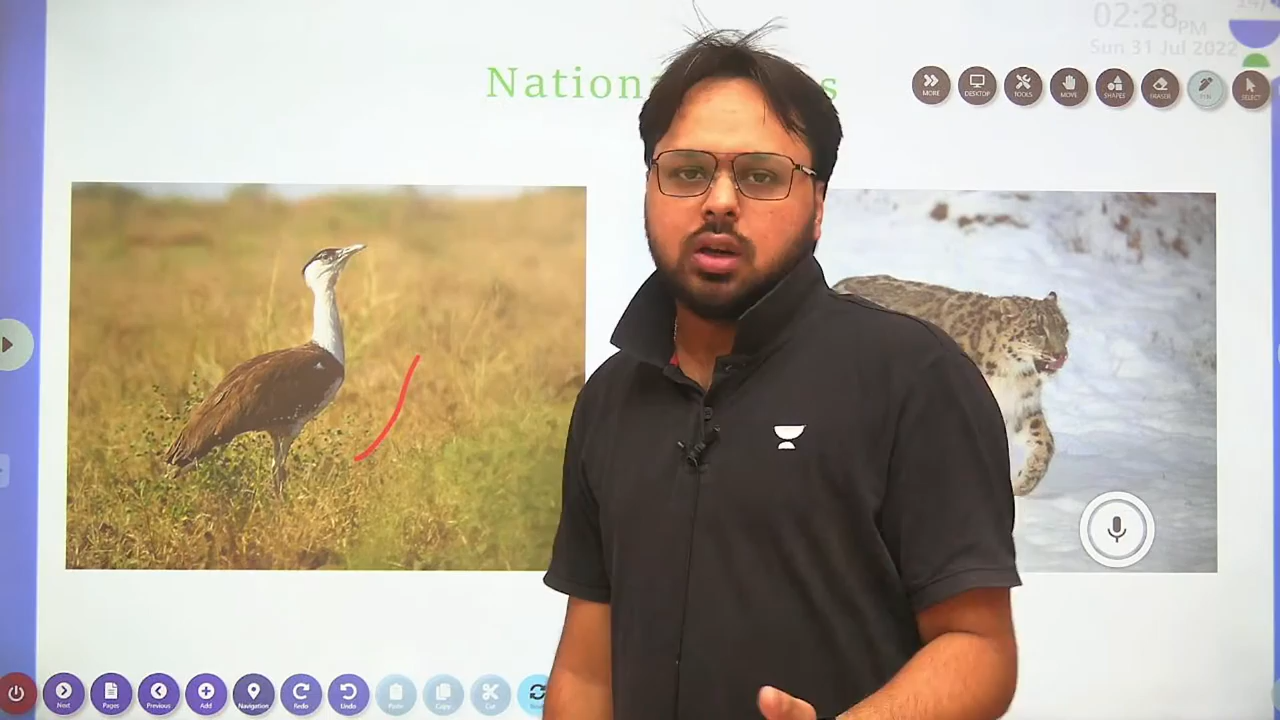 02:28PM
Sun 31 Jul 2022
Nation
s
MORE
DESKTOP
TOOLS
MOVE
SHAPES
ERASER
PEN
SELECT
Next
Pages
Previous
Add
Navigation
Redo
Undo
Paste
Copy
Cut